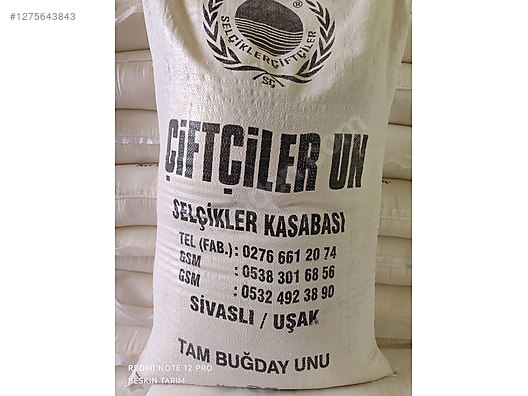 #1275643843
SELÇİKLERÇİFTÇİLER
®
SÇ
ÇİFTÇİLER UN
SELÇİKLER KASABASI
TEL (FAB.) : 0276 661 20 74
GSM : 0538 301 68 56
GSM : 0532 492 38 90
SİVASLI / UŞAK
TAM BUĞDAY UNU
REDMI NOTE 12 PRO
KESKIN TARIM